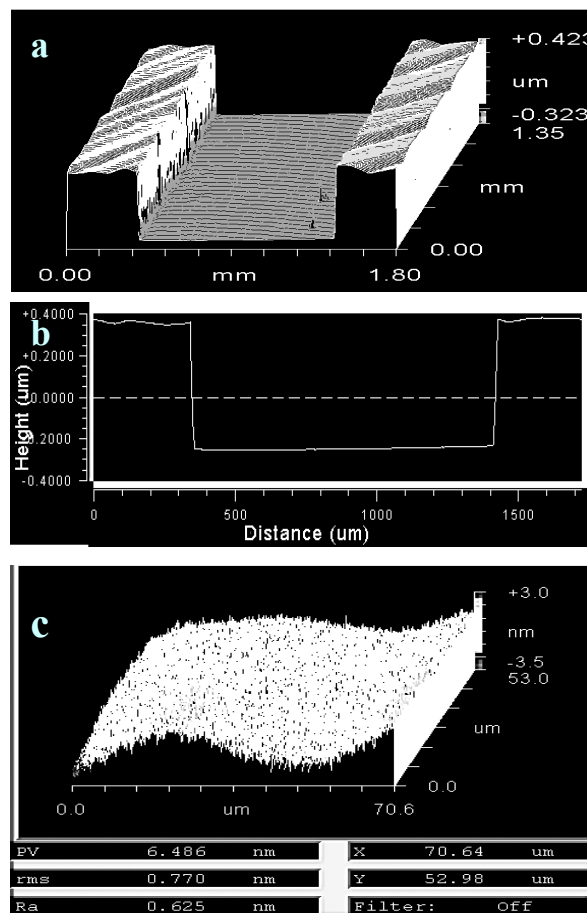 a
+0.423
um
-0.323
1.35
mm
0.00
0.00 mm 1.80
b
+0.4000
+0.2000
+0.0000
-0.2000
-0.4000
Height (um)
0 500 1000 1500
Distance (um)
c
+3.0
nm
-3.5
53.0
um
0.0
0.0 um 70.6
PV 6.486 nm X 70.64 um
rms 0.770 nm Y 52.98 um
Ra 0.625 nm Filter: Off